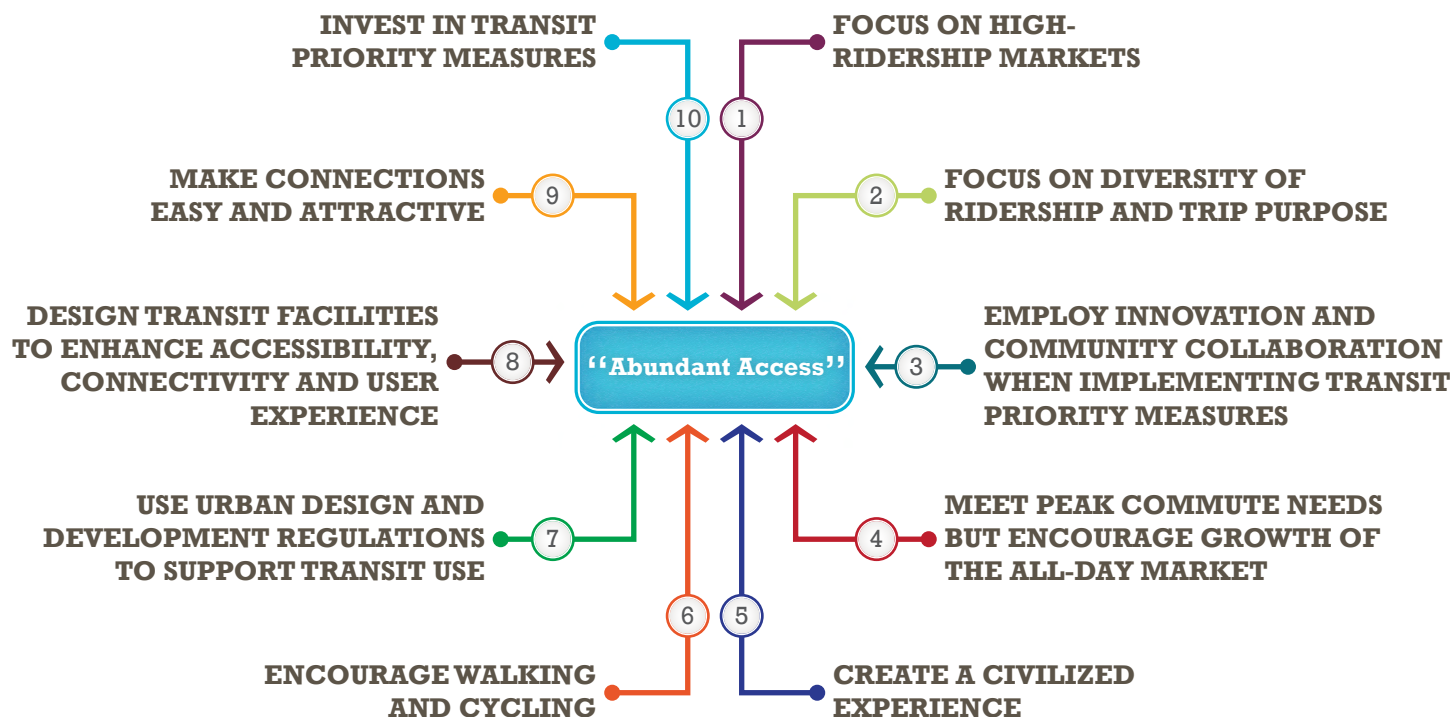 INVEST IN TRANSIT
PRIORITY MEASURES
10
1
FOCUS ON HIGH-
RIDERSHIP MARKETS
MAKE CONNECTIONS
EASY AND ATTRACTIVE
9
2
FOCUS ON DIVERSITY OF
RIDERSHIP AND TRIP PURPOSE
DESIGN TRANSIT FACILITIES
TO ENHANCE ACCESSIBILITY,
CONNECTIVITY AND USER
EXPERIENCE
8
“Abundant Access”
3
EMPLOY INNOVATION AND
COMMUNITY COLLABORATION
WHEN IMPLEMENTING TRANSIT
PRIORITY MEASURES
USE URBAN DESIGN AND
DEVELOPMENT REGULATIONS
TO SUPPORT TRANSIT USE
7
4
MEET PEAK COMMUTE NEEDS
BUT ENCOURAGE GROWTH OF
THE ALL-DAY MARKET
ENCOURAGE WALKING
AND CYCLING
6
5
CREATE A CIVILIZED
EXPERIENCE